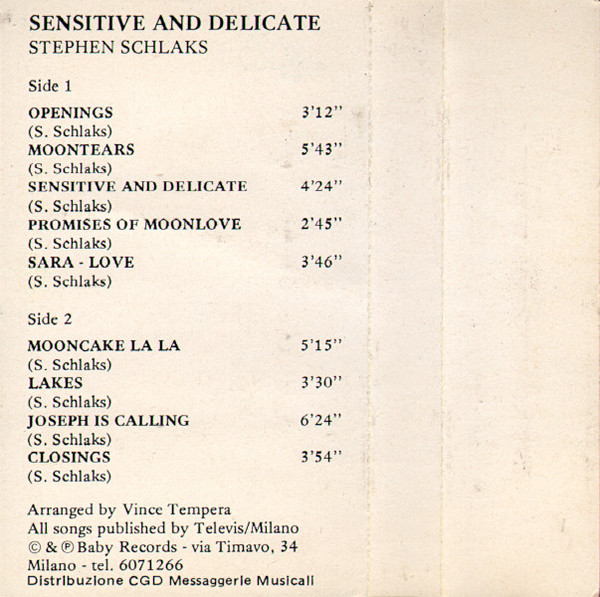 SENSITIVE AND DELICATE
STEPHEN SCHLAKS
Side 1
OPENINGS 3'12''
(S. Schlaks)
MOONTEARS 5'43''
(S. Schlaks)
SENSITIVE AND DELICATE 4'24''
(S. Schlaks)
PROMISES OF MOONLOVE 2'45''
(S. Schlaks)
SARA - LOVE 3'46''
(S. Schlaks)
Side 2
MOONCAKE LA LA 5'15''
(S. Schlaks)
LAKES 3'30''
(S. Schlaks)
JOSEPH IS CALLING 6'24''
(S. Schlaks)
CLOSINGS 3'54''
(S. Schlaks)
Arranged by Vince Tempera
All songs published by Televis/Milano
© & ℗ Baby Records - via Timavo, 34
Milano - tel. 6071266
Distribuzione CGD Messaggerie Musicali